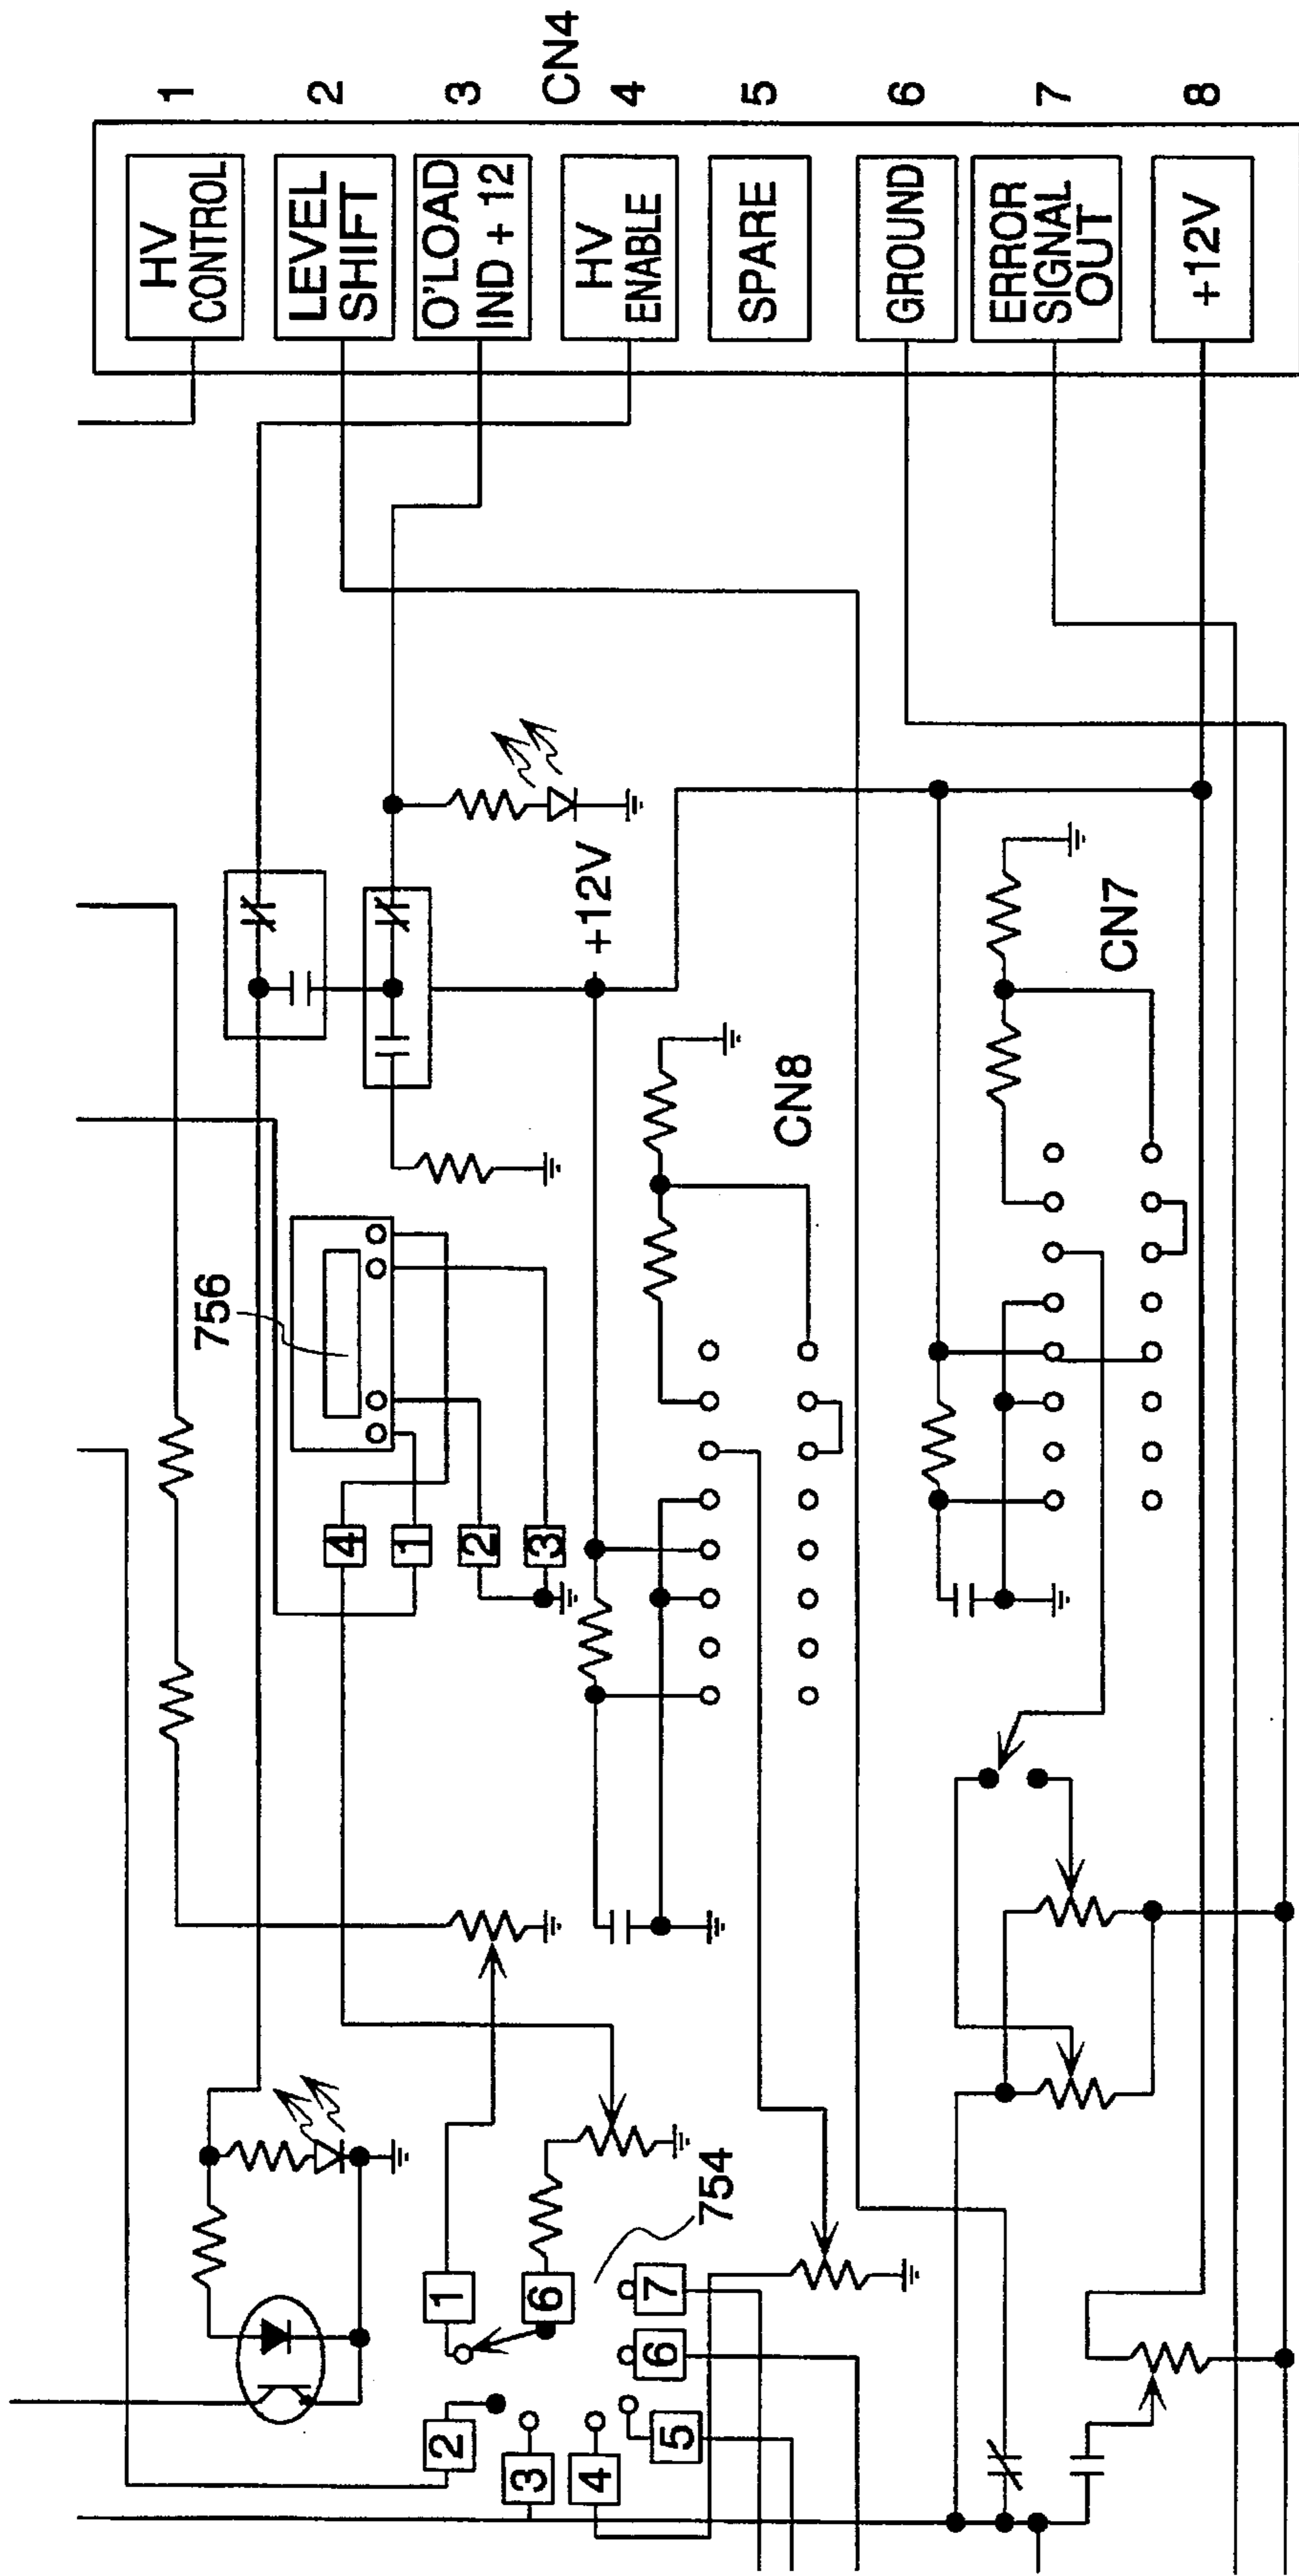 1
HV
CONTROL
2
LEVEL
SHIFT
3
O'LOAD
IND + 12
CN4
4
HV
ENABLE
5
SPARE
6
GROUND
7
ERROR
SIGNAL
OUT
8
+12V
+12V
CN7
CN8
756
4
1
2
3
754
1
6
7
6
2
3
4
5